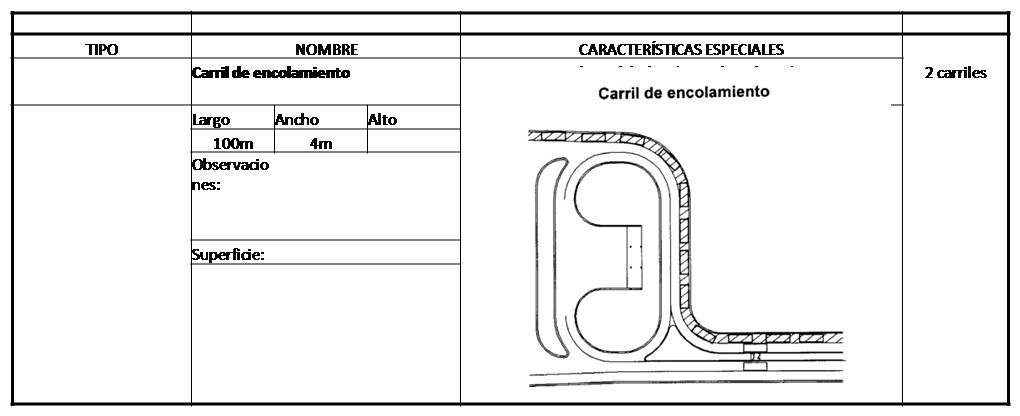 TIPO NOMBRE CARACTERÍSTICAS ESPECIALES
Carril de encolamiento 2 carriles
Carril de encolamiento
Largo Ancho Alto
100m 4m
Observacio
nes:
Superficie: